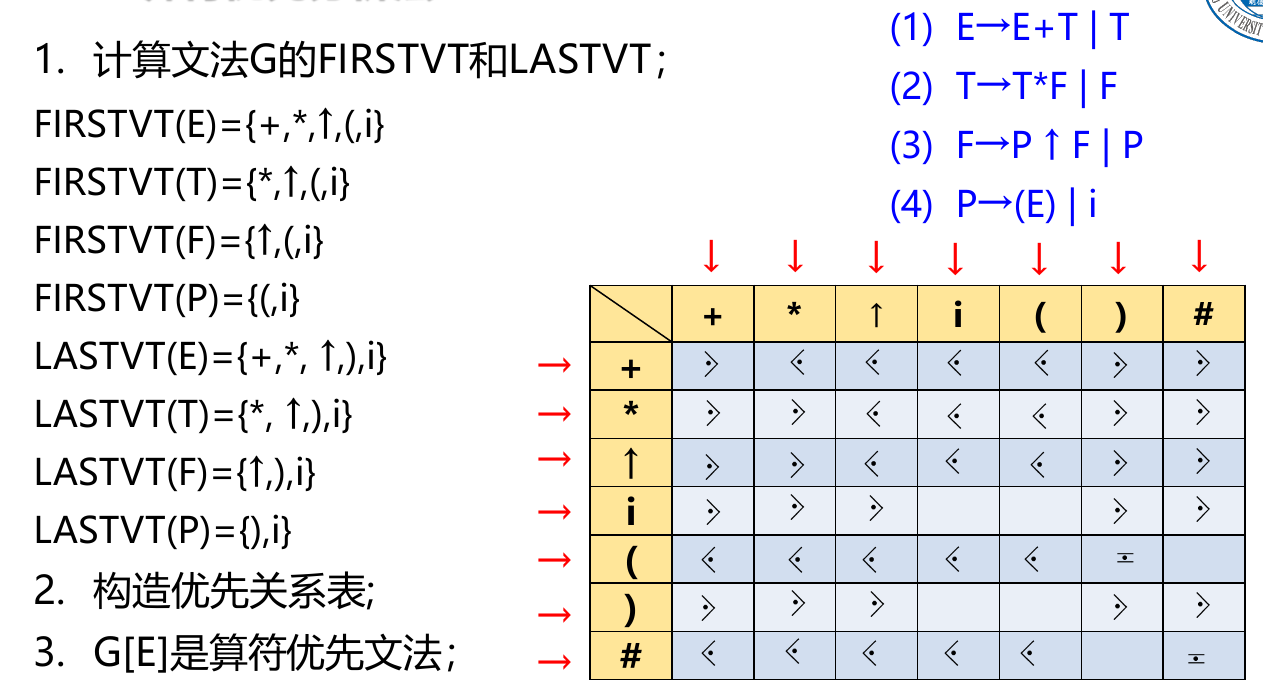 1. 计算文法G的FIRSTVT和LASTVT；
FIRSTVT(E)={+,*,↑,(,i}
FIRSTVT(T)={*,↑,(,i}
FIRSTVT(F)={↑,(,i}
FIRSTVT(P)={(,i}
LASTVT(E)={+,*, ↑,),i}
LASTVT(T)={*, ↑,),i}
LASTVT(F)={↑,),i}
LASTVT(P)={),i}
2. 构造优先关系表;
3. G[E]是算符优先文法；
(1) E→E+T | T
(2) T→T*F | F
(3) F→P ↑ F | P
(4) P→(E) | i
↓ ↓ ↓ ↓ ↓ ↓ ↓
+ * ↑ i ( ) #
→ + ⋗ ⋖ ⋖ ⋖ ⋖ ⋗ ⋗
→ * ⋗ ⋗ ⋖ ⋖ ⋖ ⋗ ⋗
→ ↑ ⋗ ⋗ ⋖ ⋖ ⋖ ⋗ ⋗
→ i ⋗ ⋗ ⋗ ⋗ ⋗
→ ( ⋖ ⋖ ⋖ ⋖ ⋖ ≖
→ ) ⋗ ⋗ ⋗ ⋗ ⋗
→ # ⋖ ⋖ ⋖ ⋖ ⋖ ≖
UNIVERSIT